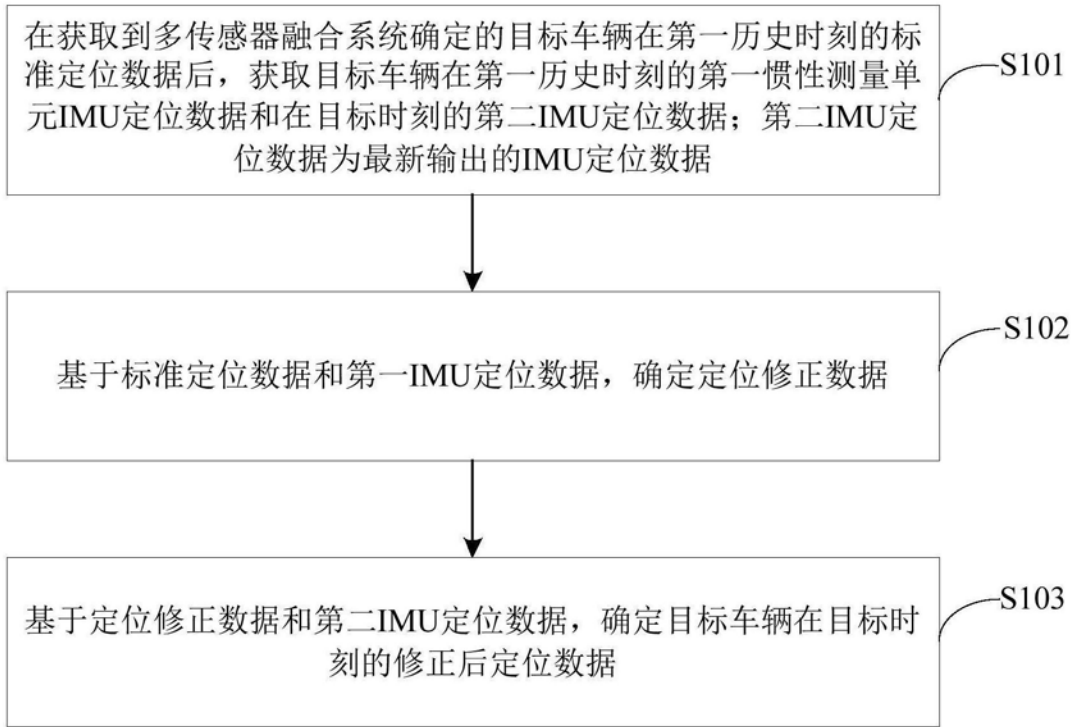 在获取到多传感器融合系统确定的目标车辆在第一历史时刻的标
准定位数据后，获取目标车辆在第一历史时刻的第一惯性测量单
元IMU定位数据和在目标时刻的第二IMU定位数据；第二IMU定
位数据为最新输出的IMU定位数据
S101
基于标准定位数据和第一IMU定位数据，确定定位修正数据
S102
基于定位修正数据和第二IMU定位数据，确定目标车辆在目标时
刻的修正后定位数据
S103